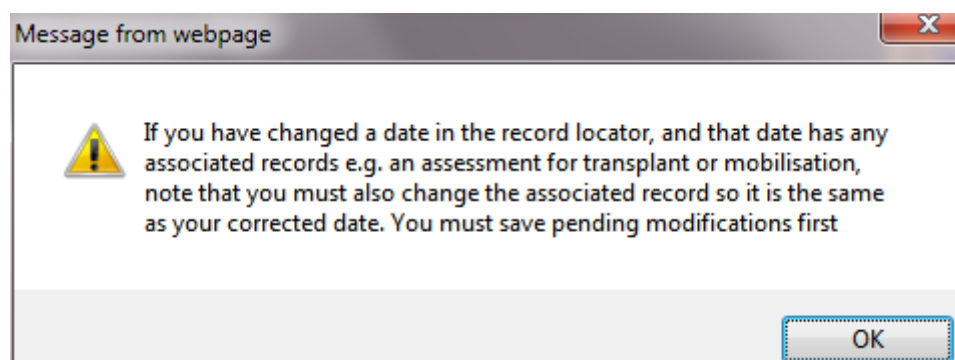 Message from webpage
If you have changed a date in the record locator, and that date has any
associated records e.g. an assessment for transplant or mobilisation,
note that you must also change the associated record so it is the same
as your corrected date. You must save pending modifications first
OK